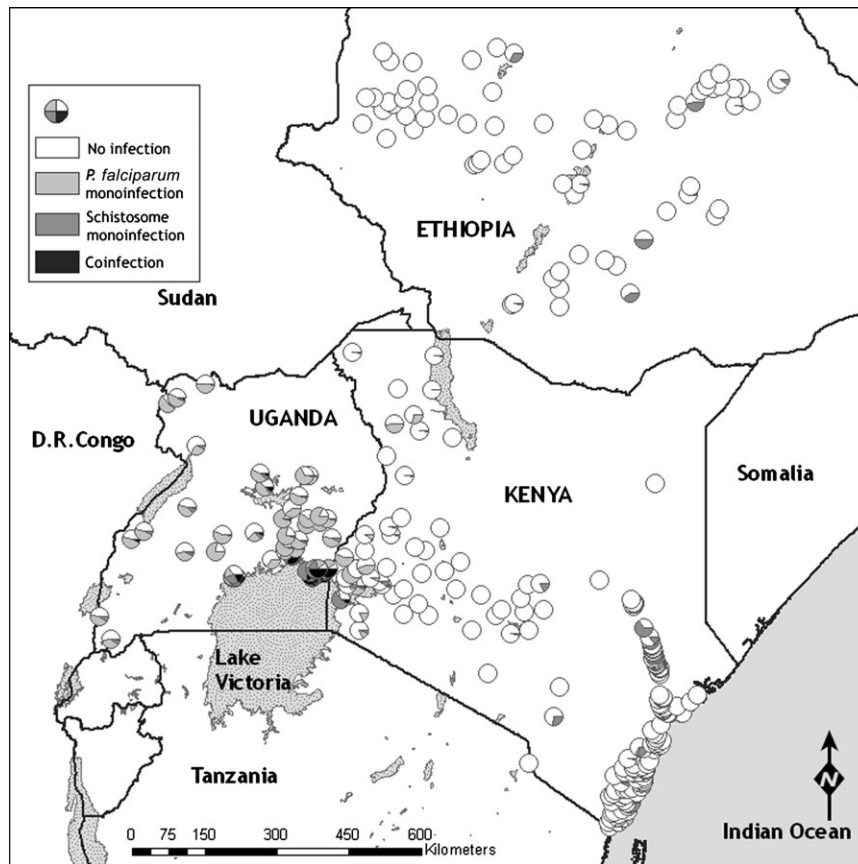 No infection
P. falciparum
monoinfection
Schistosome
monoinfection
Coinfection
Sudan
ETHIOPIA
UGANDA
D.R.Congo
KENYA
Somalia
Lake
Victoria
Tanzania
N
Indian Ocean
0 75 150 300 450 600
Kilometers